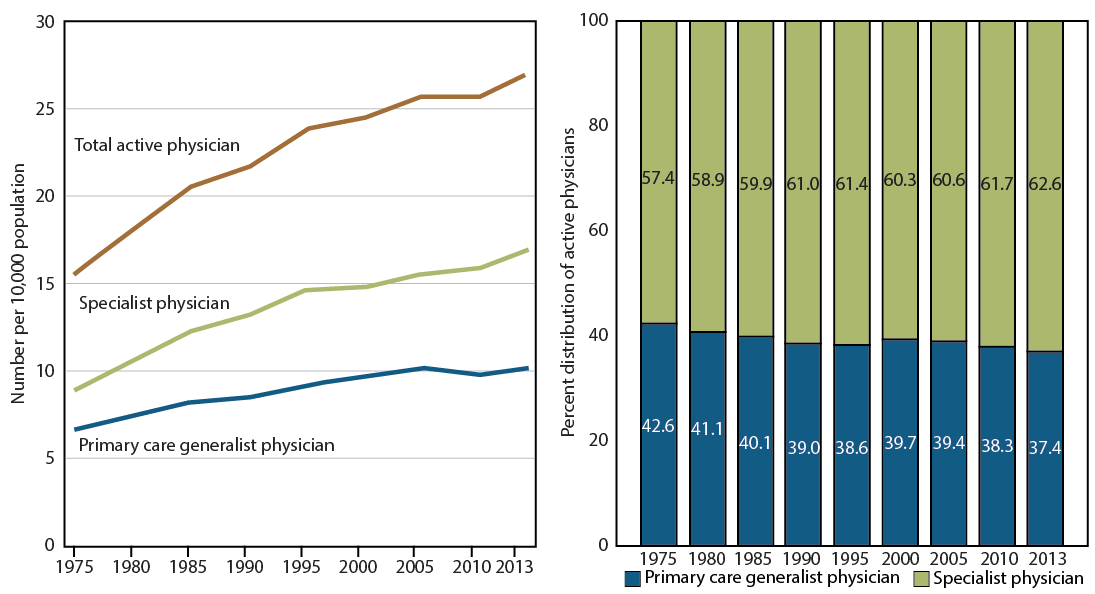 Number per 10,000 population
30
25
20
15
10
5
0
Total active physician
Specialist physician
Primary care generalist physician
1975 1980 1985 1990 1995 2000 2005 2010 2013
Percent distribution of active physicians
100
80
60
40
20
0
57.4 58.9 59.9 61.0 61.4 60.3 60.6 61.7 62.6
42.6 41.1 40.1 39.0 38.6 39.7 39.4 38.3 37.4
1975 1980 1985 1990 1995 2000 2005 2010 2013
Primary care generalist physician Specialist physician